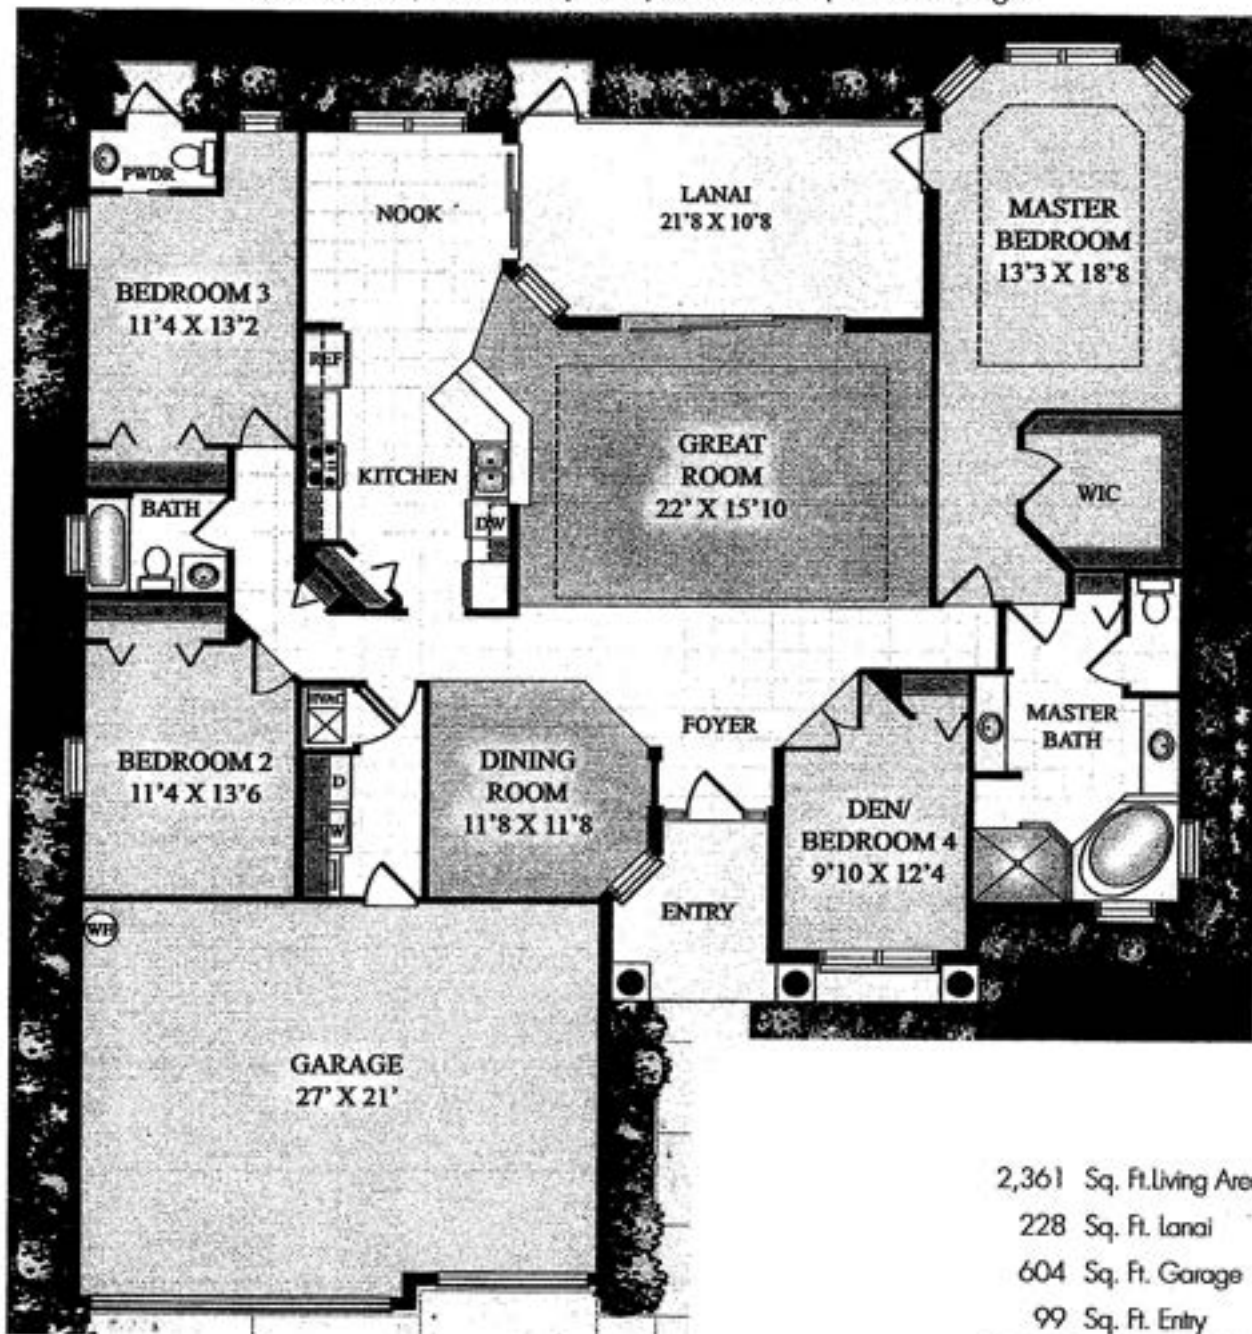 PWDR
NOOK
LANAI
21'8 X 10'8
MASTER
BEDROOM
13'3 X 18'8
BEDROOM 3
11'4 X 13'2
REF
GREAT
ROOM
22' X 15'10
KITCHEN
WIC
BATH
DW
HVAC
FOYER
MASTER
BATH
BEDROOM 2
11'4 X 13'6
DINING
ROOM
11'8 X 11'8
D
W
DEN/
BEDROOM 4
9'10 X 12'4
ENTRY
WH
GARAGE
27' X 21'
2,361 Sq. Ft.Living Are
228 Sq. Ft. Lanai
604 Sq. Ft. Garage
99 Sq. Ft. Entry